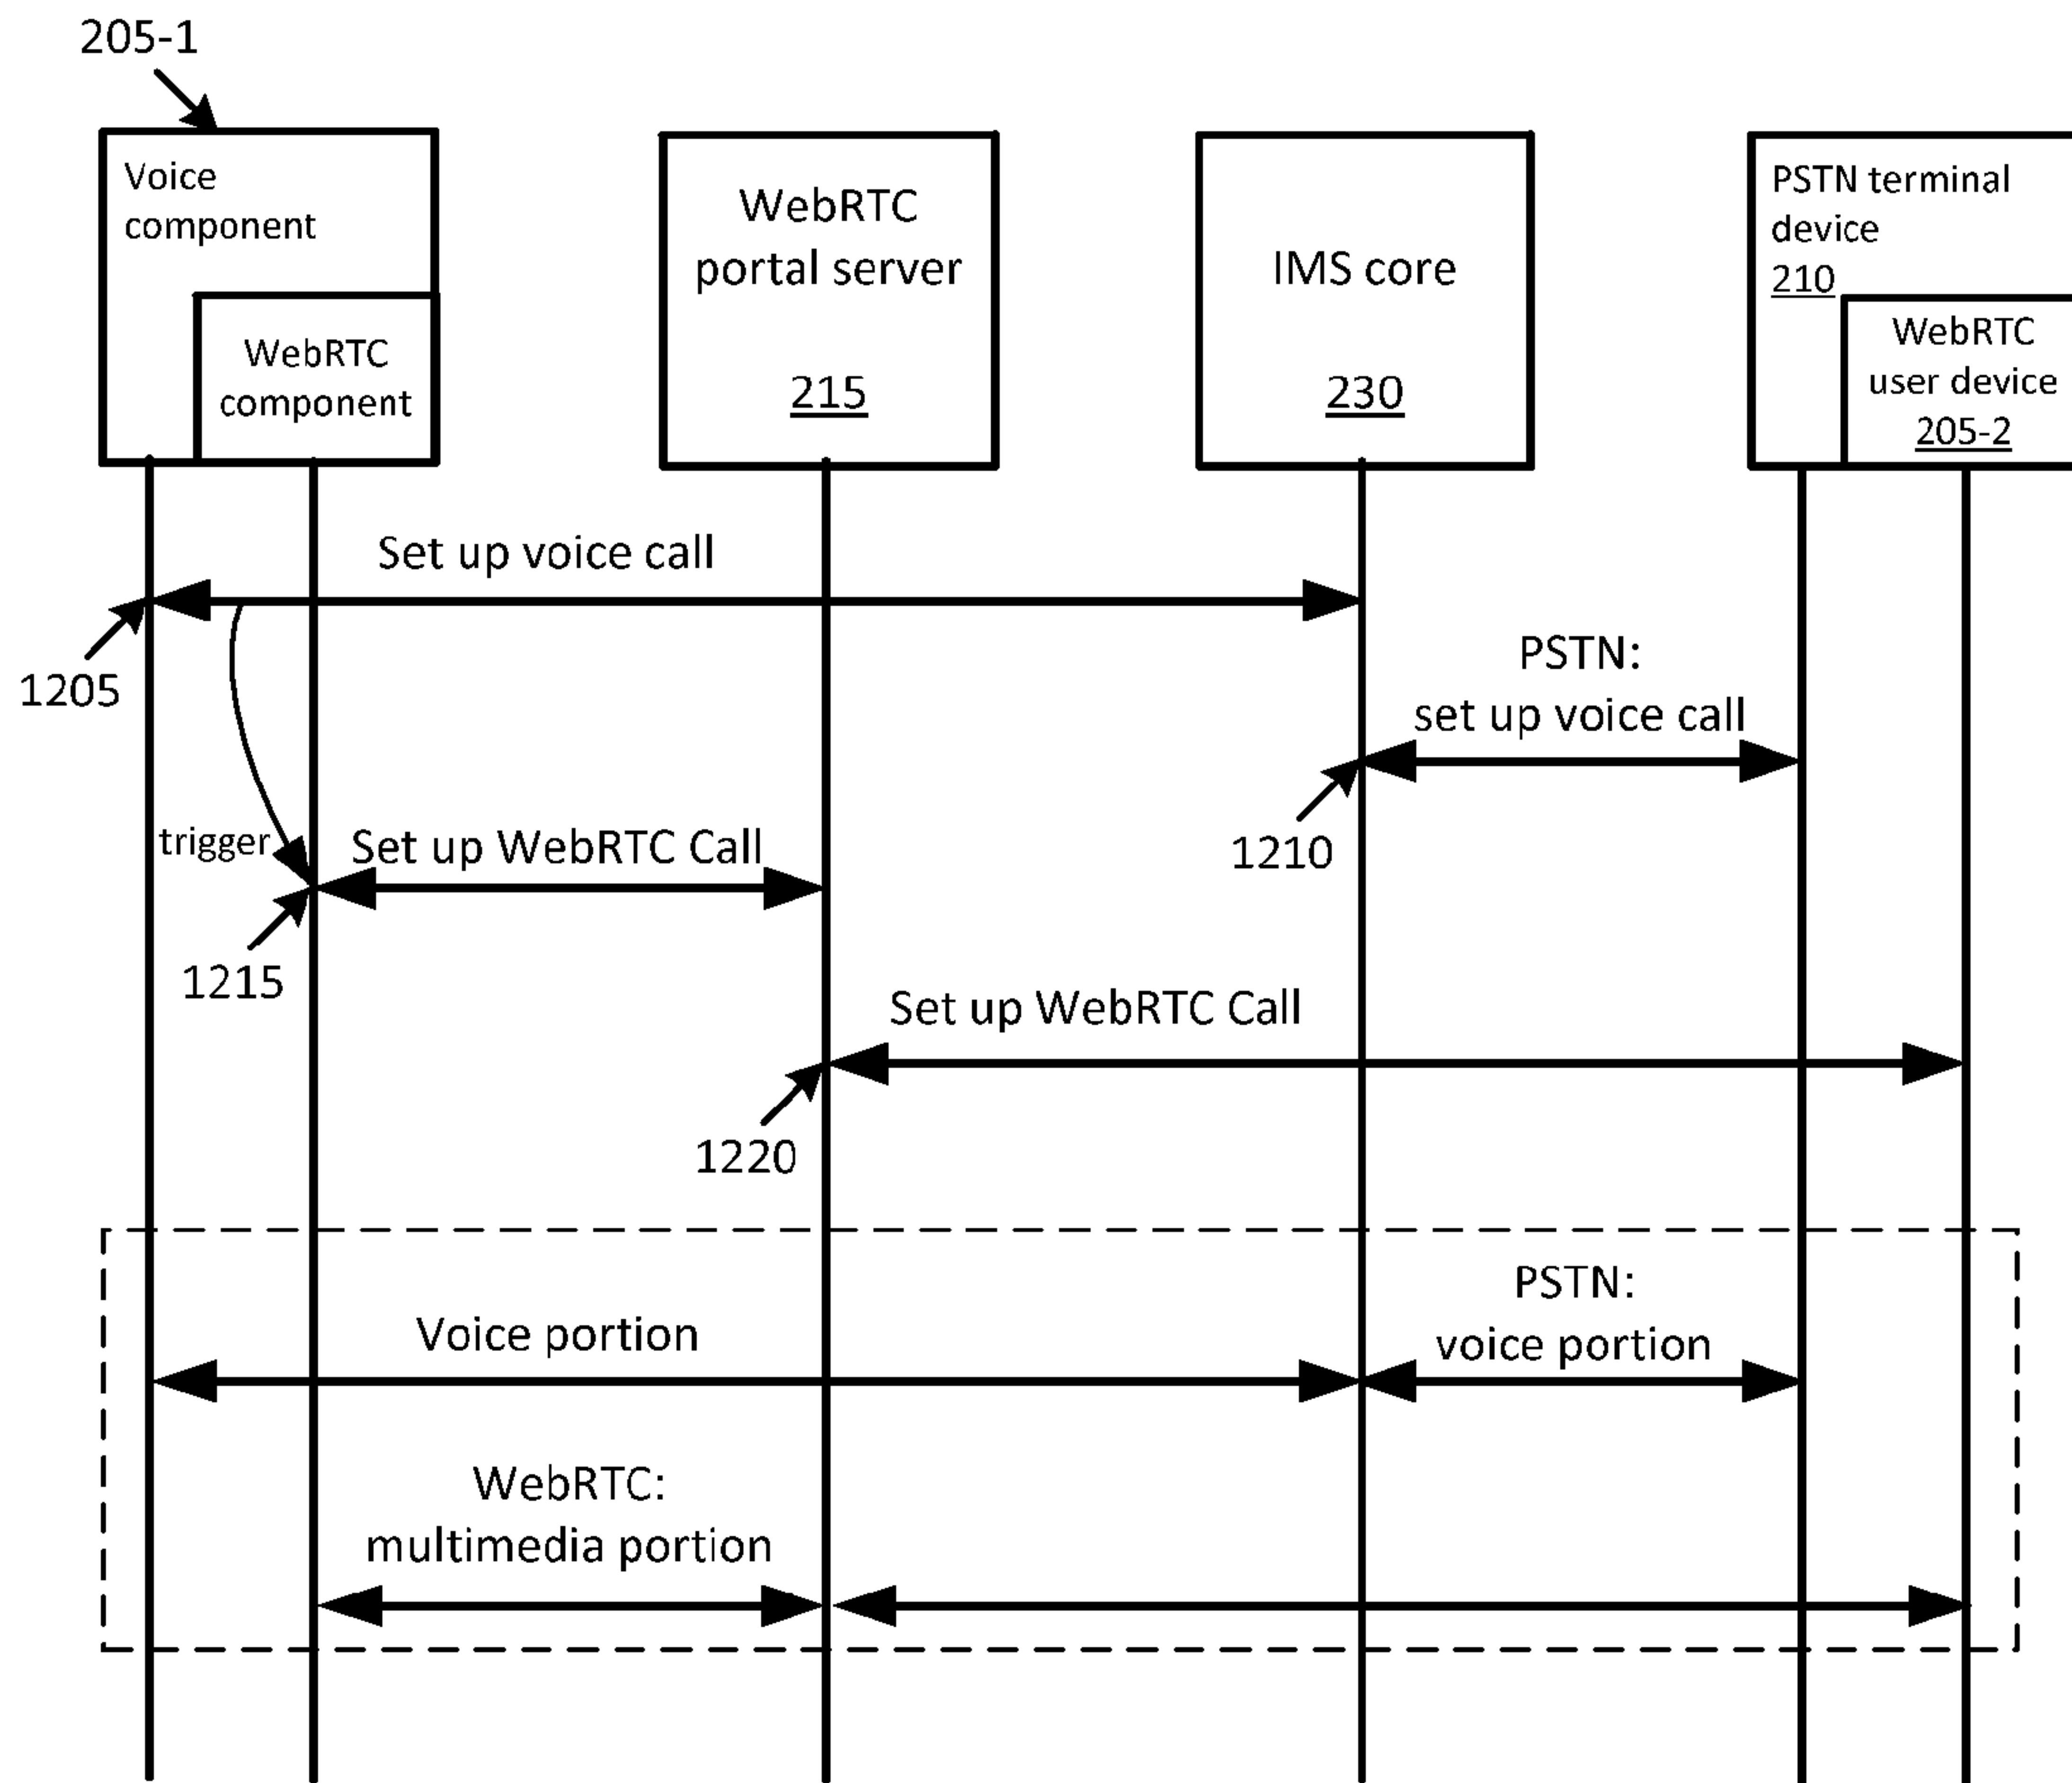 205-1
Voice
component
WebRTC
component
WebRTC
portal server
215
IMS core
230
PSTN terminal
device
210
WebRTC
user device
205-2
Set up voice call
1205
PSTN:
set up voice call
1210
trigger
Set up WebRTC Call
1215
Set up WebRTC Call
1220
Voice portion
PSTN:
voice portion
WebRTC:
multimedia portion